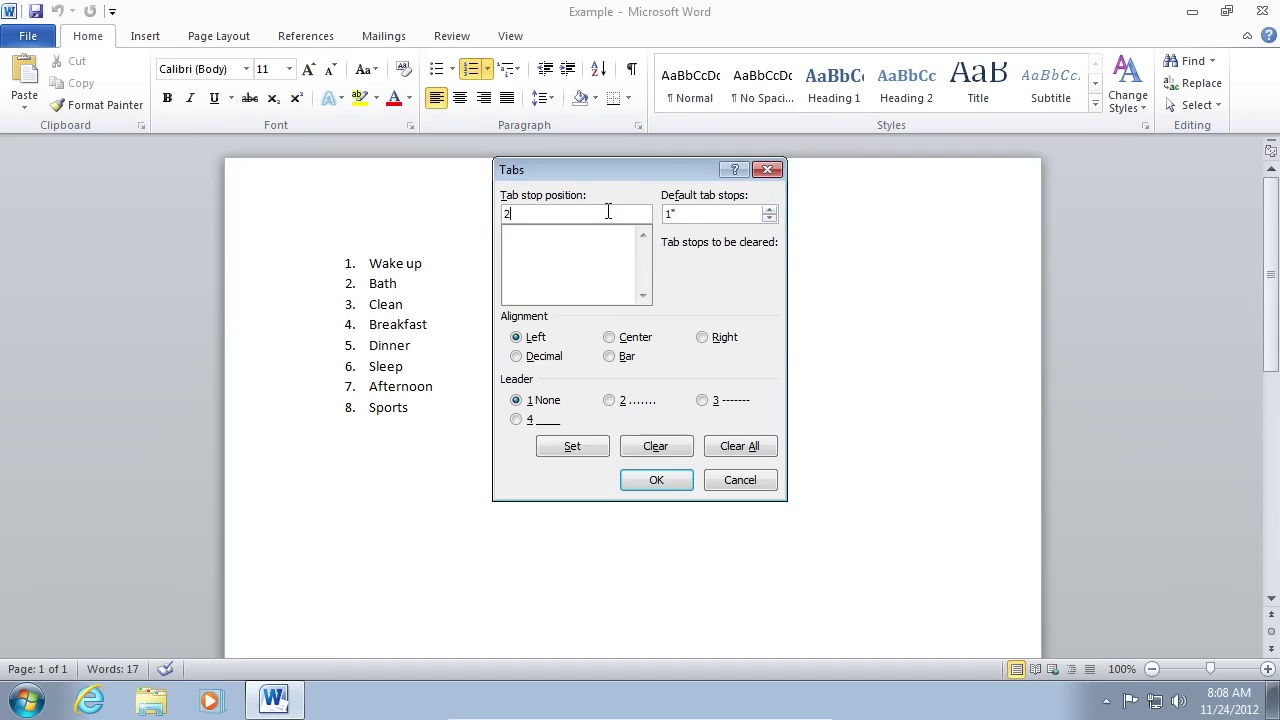 Example - Microsoft Word
File Home Insert Page Layout References Mailings Review View
Paste
Cut
Copy
Format Painter
Clipboard
Calibri (Body) 11
Font
Paragraph
AaBbCcDc AaBbCcDc AaBbCc AaBbCc AaB AaBbCc.
¶ Normal ¶ No Spaci... Heading 1 Heading 2 Title Subtitle
Change Styles
Styles
Find
Replace
Select
Editing
1. Wake up
2. Bath
3. Clean
4. Breakfast
5. Dinner
6. Sleep
7. Afternoon
8. Sports
Tabs
Tab stop position: Default tab stops:
2 1"
Tab stops to be cleared:
Alignment
Left Center Right
Decimal Bar
Leader
1 None 2 ....... 3 -------
4 ____
Set Clear Clear All
OK Cancel
Page: 1 of 1 Words: 17 100%
8:08 AM
11/24/2012